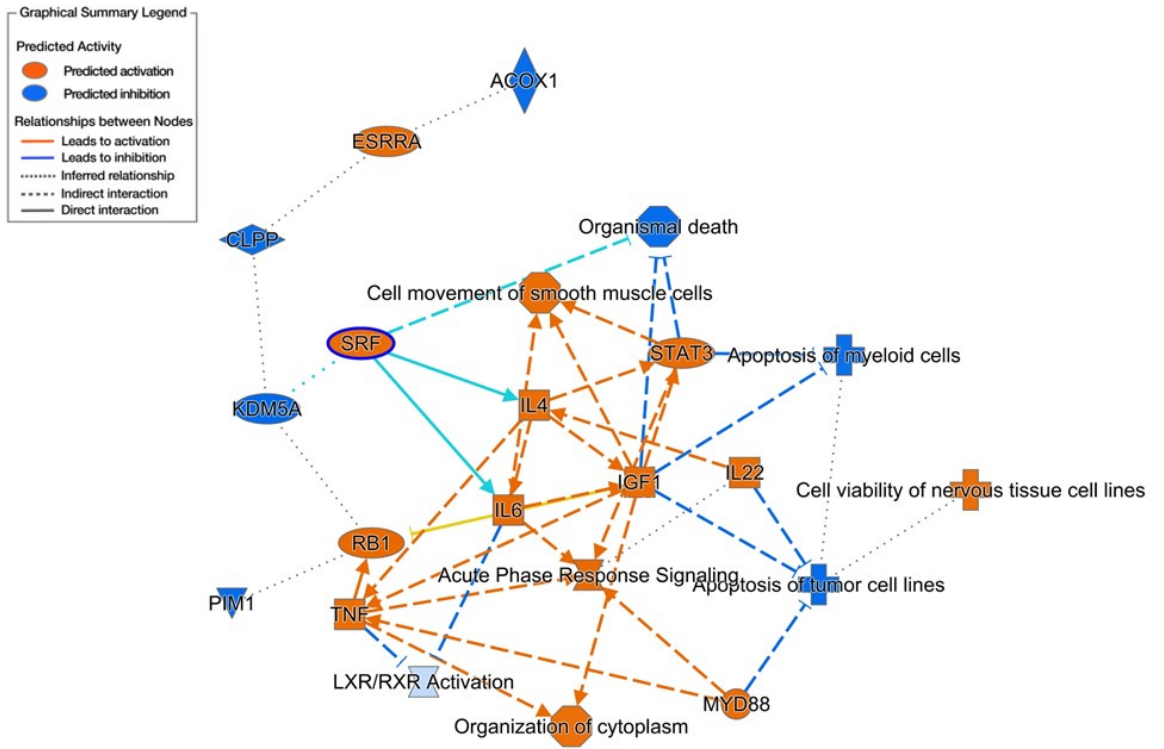 Graphical Summary Legend
Predicted Activity
Predicted activation
Predicted inhibition
Relationships between Nodes
Leads to activation
Leads to inhibition
Inferred relationship
Indirect interaction
Direct interaction
ACOX1
ESRRA
CLPP
Organismal death
Cell movement of smooth muscle cells
SRF
STAT3
Apoptosis of myeloid cells
KDM5A
IL4
IGF1
IL22
Cell viability of nervous tissue cell lines
IL6
RB1
Acute Phase Response Signaling
Apoptosis of tumor cell lines
PIM1
TNF
LXR/RXR Activation
MYD88
Organization of cytoplasm